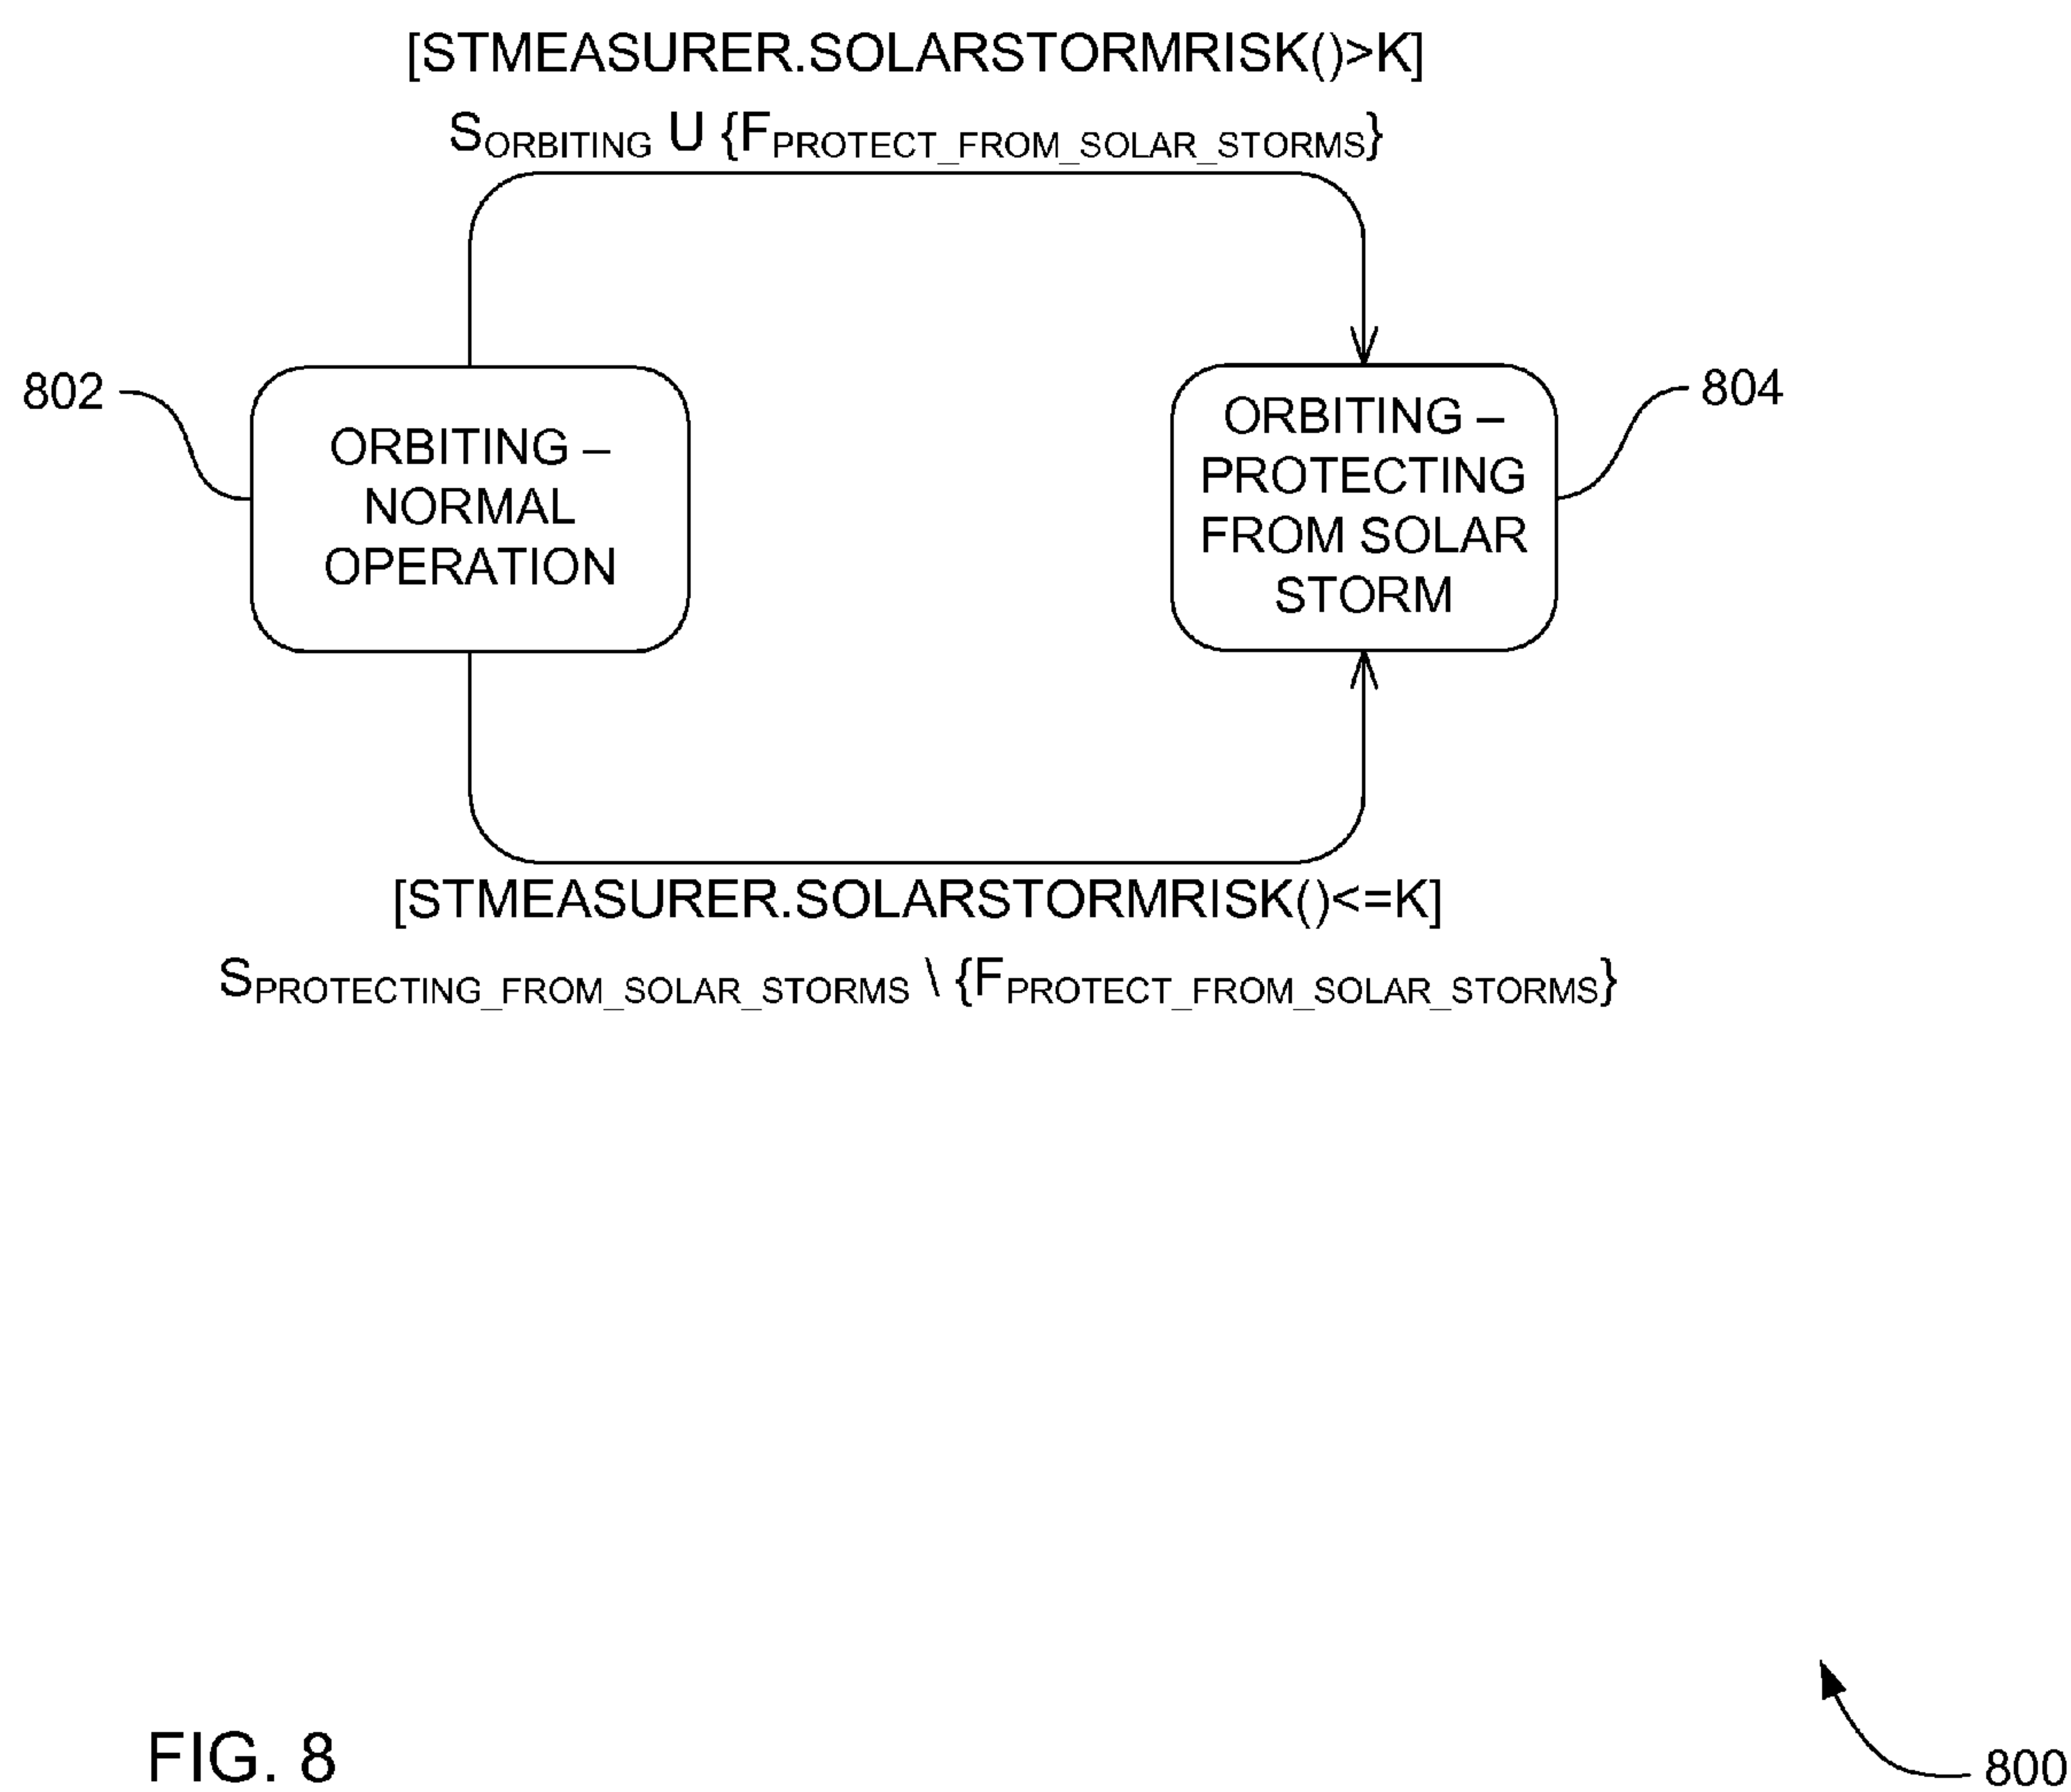 [STMEASURER.SOLARSTORMRISK()>K]
SORBITING U {FPROTECT_FROM_SOLAR_STORMS}
802
ORBITING –
NORMAL
OPERATION
ORBITING –
PROTECTING
FROM SOLAR
STORM
804
[STMEASURER.SOLARSTORMRISK()<=K]
SPROTECTING_FROM_SOLAR_STORMS \ {FPROTECT_FROM_SOLAR_STORMS}
FIG. 8
800